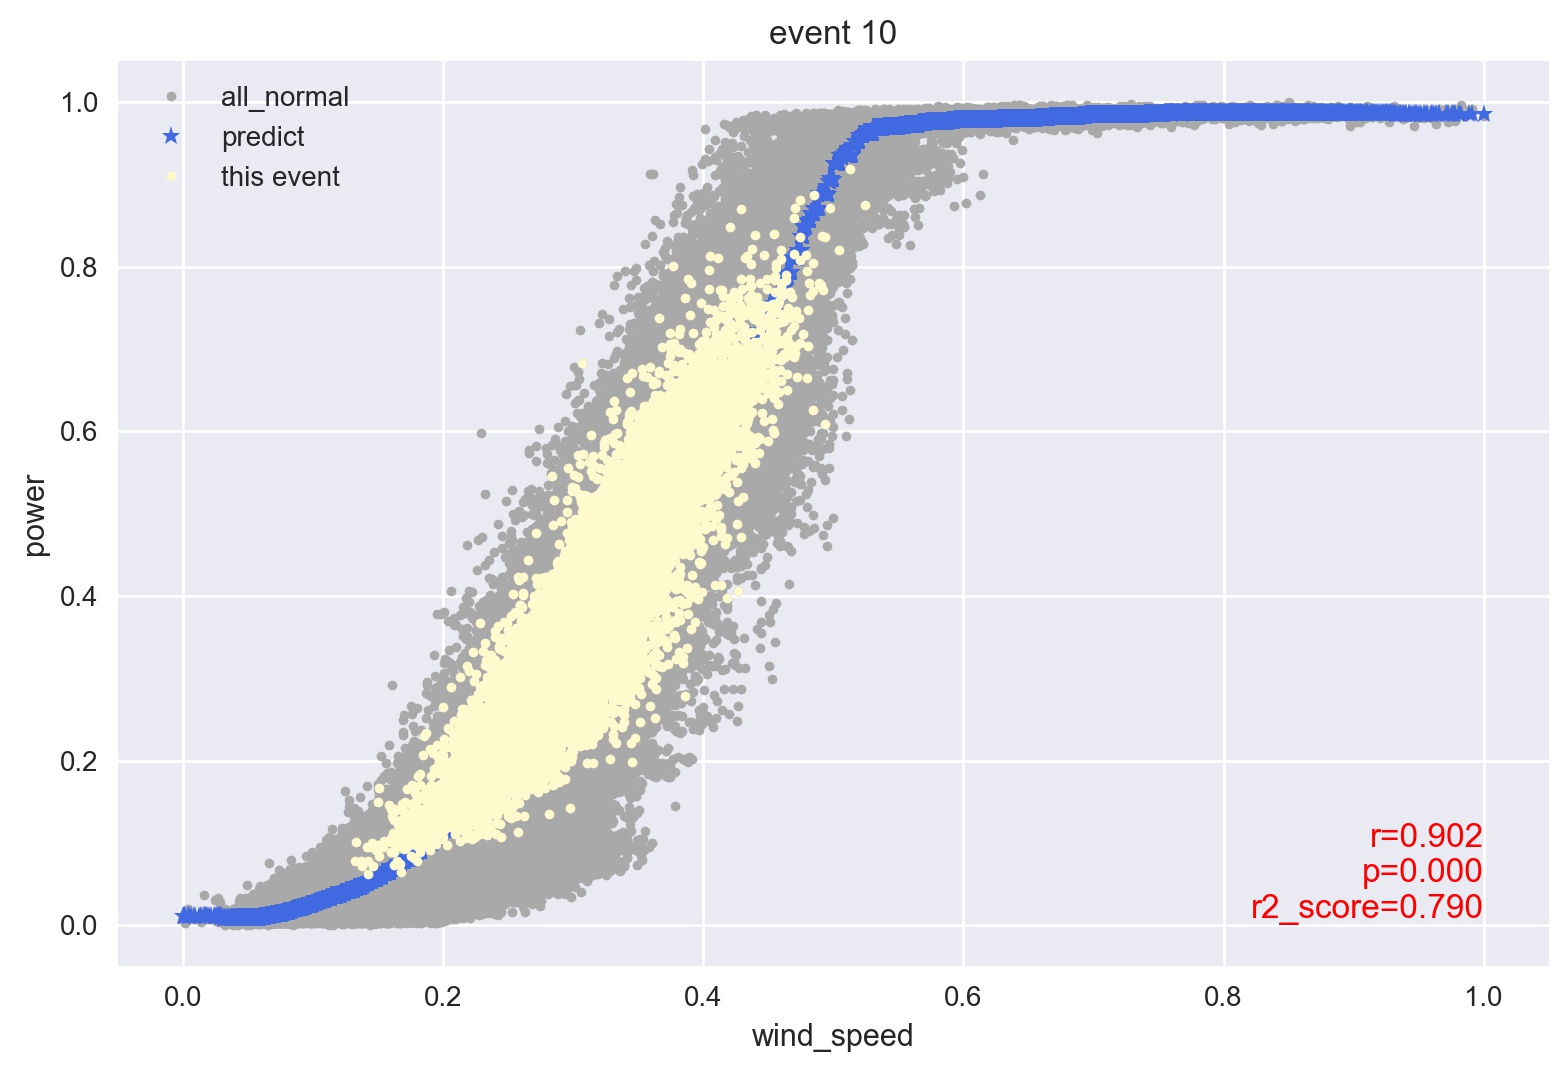 event 10
all_normal
predict
this event
1.0
0.8
0.6
0.4
0.2
0.0
power
r=0.902
p=0.000
r2_score=0.790
0.0 0.2 0.4 0.6 0.8 1.0
wind_speed